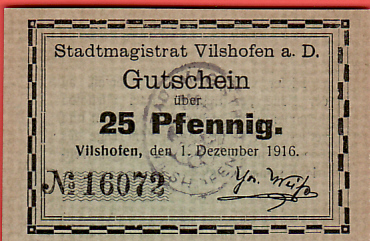 Stadtmagistrat Vilshofen a. D.
Gutschein
über
25 Pfennig.
Vilshofen, den 1. Dezember 1916.
№ 16072